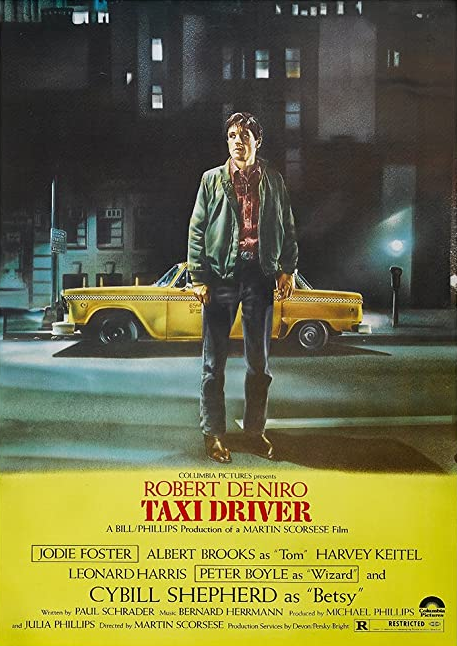 COLUMBIA PICTURES presents
ROBERT DE NIRO
TAXI DRIVER
A BILL/PHILLIPS Production of a MARTIN SCORSESE Film
JODIE FOSTER ALBERT BROOKS as "Tom" HARVEY KEITEL
LEONARD HARRIS PETER BOYLE as "Wizard" and
CYBILL SHEPHERD as "Betsy"
Written by PAUL SCHRADER Music BERNARD HERRMANN Produced by MICHAEL PHILLIPS
and JULIA PHILLIPS Directed by MARTIN SCORSESE Production Services by Devon/Persky-Bright
R RESTRICTED
Columbia
Pictures